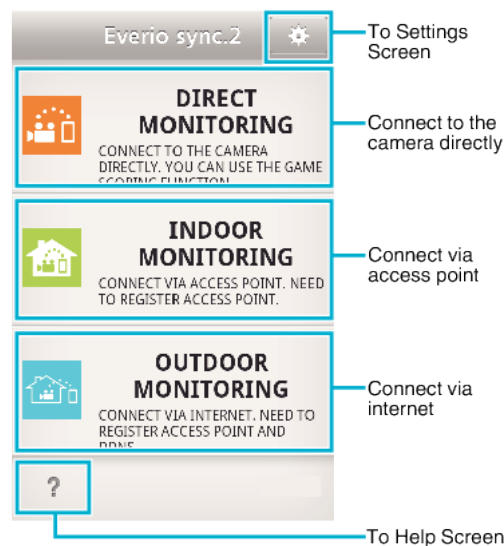 Everio sync.2
To Settings
Screen
DIRECT
MONITORING
CONNECT TO THE CAMERA
DIRECTLY. YOU CAN USE THE GAME
SCORING FUNCTION
Connect to the
camera directly
INDOOR
MONITORING
CONNECT VIA ACCESS POINT. NEED
TO REGISTER ACCESS POINT.
Connect via
access point
OUTDOOR
MONITORING
CONNECT VIA INTERNET. NEED TO
REGISTER ACCESS POINT AND
Connect via
internet
?
To Help Screen